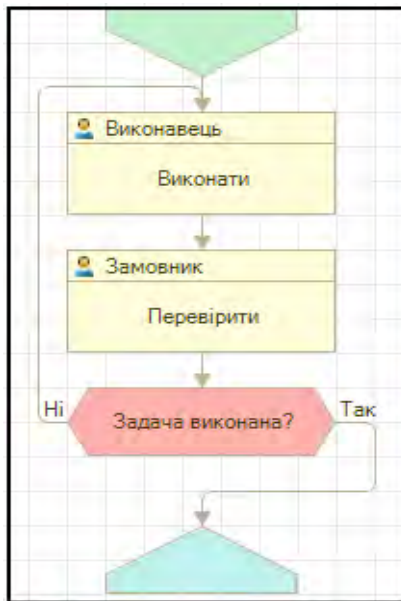 Виконавець
Виконати
Замовник
Перевірити
Ні
Задача виконана?
Так